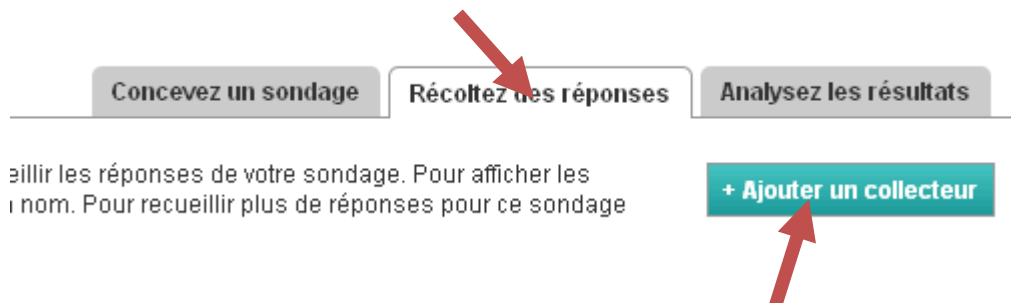 Concevez un sondage
Récoltez des réponses
Analysez les résultats
eillir les réponses de votre sondage. Pour afficher les
nom. Pour recueillir plus de réponses pour ce sondage
+ Ajouter un collecteur